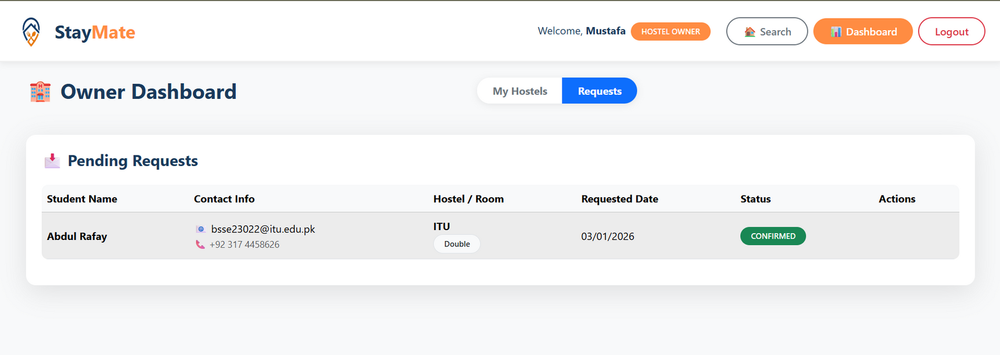 StayMate
Welcome, Mustafa HOSTEL OWNER Search Dashboard Logout
Owner Dashboard
My Hostels Requests
Pending Requests
Student Name Contact Info Hostel / Room Requested Date Status Actions
Abdul Rafay
bsse23022@itu.edu.pk
+92 317 4458626
ITU
Double
03/01/2026
CONFIRMED